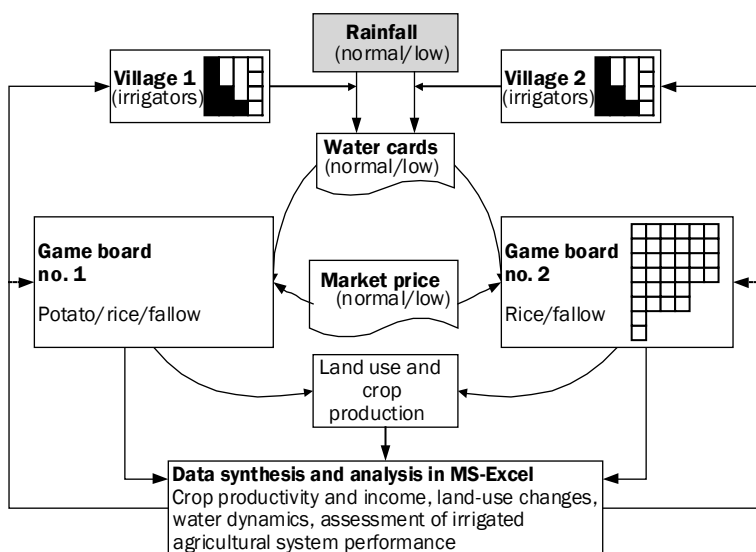 Rainfall
(normal/low)
Village 1
(irrigators)
Village 2
(irrigators)
Water cards
(normal/low)
Game board
no. 1
Potato/rice/fallow
Market price
(normal/low)
Game board
no. 2
Rice/fallow
Land use and
crop
production
Data synthesis and analysis in MS-Excel
Crop productivity and income, land-use changes,
water dynamics, assessment of irrigated
agricultural system performance